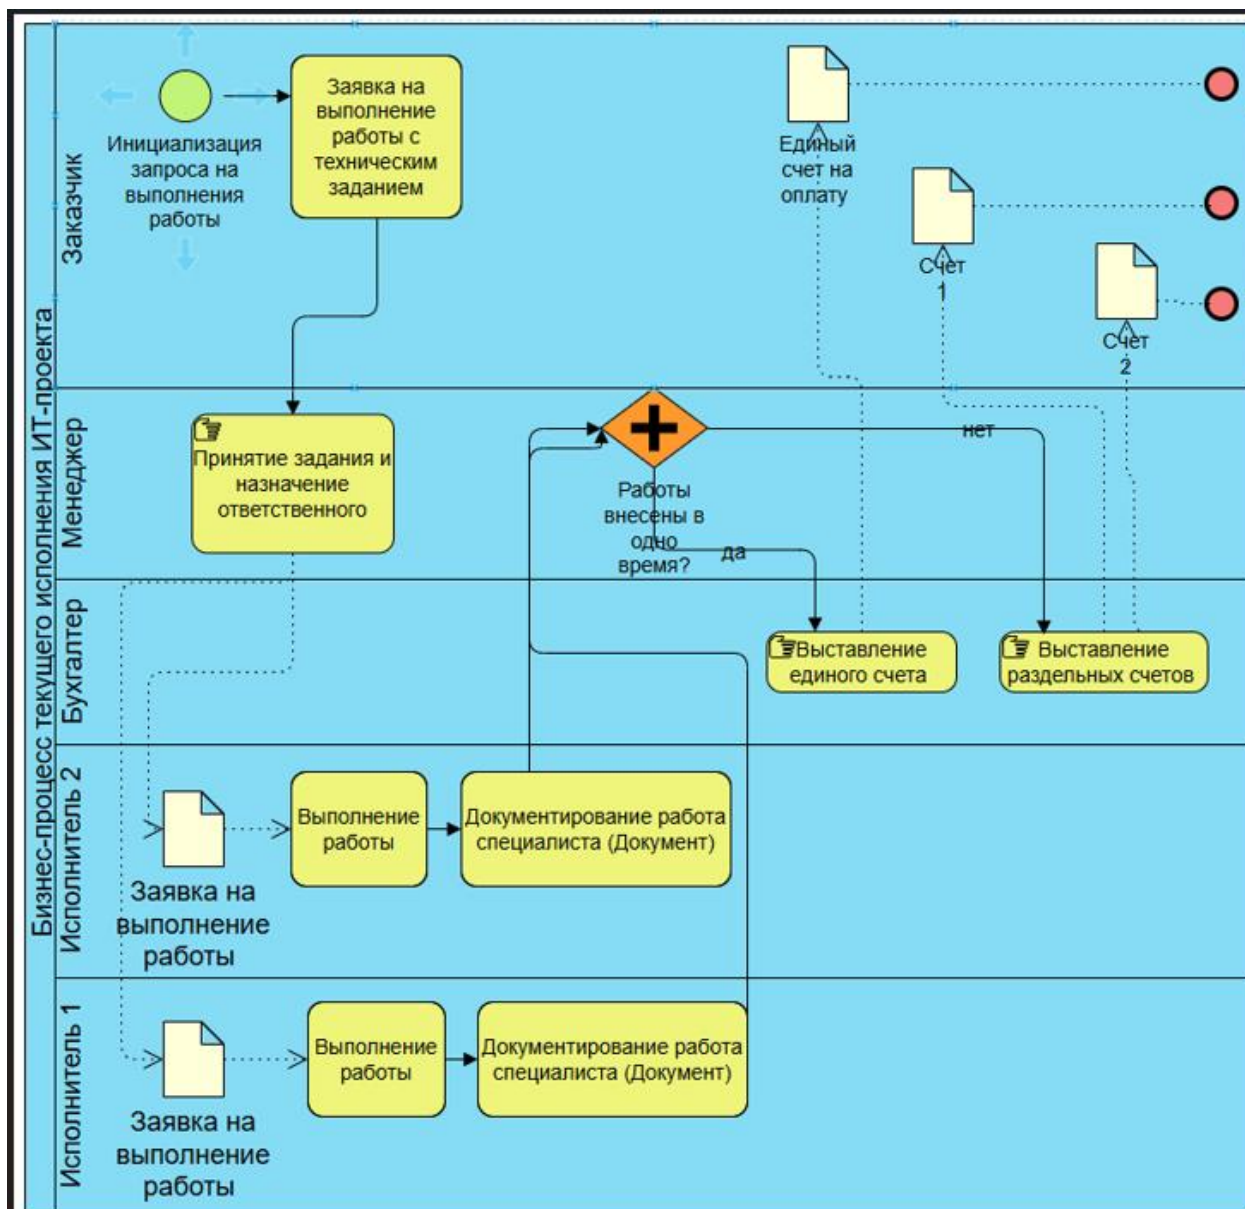 Бизнес-процесс текущего исполнения ИТ-проекта
Заказчик
Инициализация
запроса на
выполнения
работы
Заявка на
выполнение
работы с
техническим
заданием
Единый
счет на
оплату
Счет
1
Счет
2
Менеджер
Принятие задания и
назначение
ответственного
Работы
внесены в
одно
время?
да
нет
Бухгалтер
Выставление
единого счета
Выставление
раздельных счетов
Исполнитель 2
Заявка на
выполнение
работы
Выполнение
работы
Документирование работа
специалиста (Документ)
Исполнитель 1
Заявка на
выполнение
работы
Выполнение
работы
Документирование работа
специалиста (Документ)